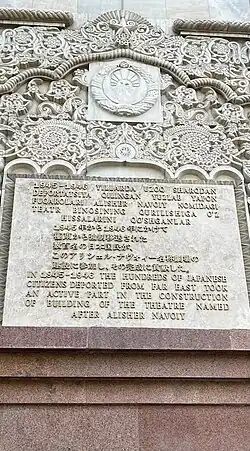 1945–1946 YILLARDA UZOQ SHARQDAN
DEPORTATSIYA QILINGAN YUZLAB YAPON
FUQAROLARI ALISHER NAVOIY NOMIDAGI
TEATR BINOSINING QURILISHIGA O'Z
HISSALARINI QO'SHGANLAR
1945年から1946年にかけて
極東から強制移送された
数百名の日本国民が
このアリシェル・ナヴォイー名称劇場の
建設に参加し、その完成に貢献した。
IN 1945-1946 THE HUNDREDS OF JAPANESE
CITIZENS DEPORTED FROM FAR EAST TOOK
AN ACTIVE PART IN THE CONSTRUCTION
OF BUILDING OF THE THEATRE NAMED
AFTER ALISHER NAVOIY